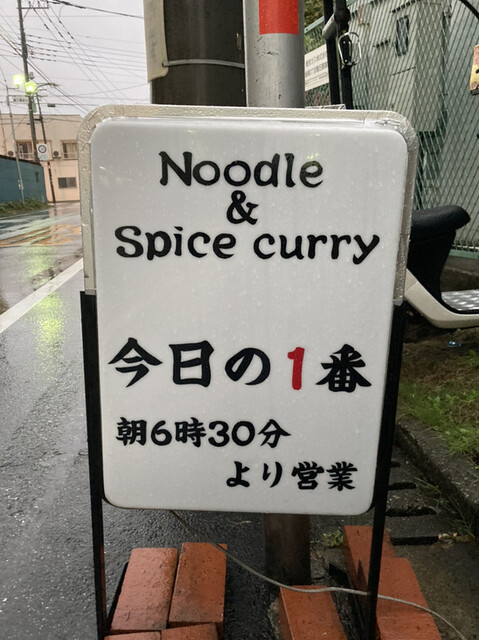 Noodle
&
Spice curry
今日の1番
朝6時30分
より営業